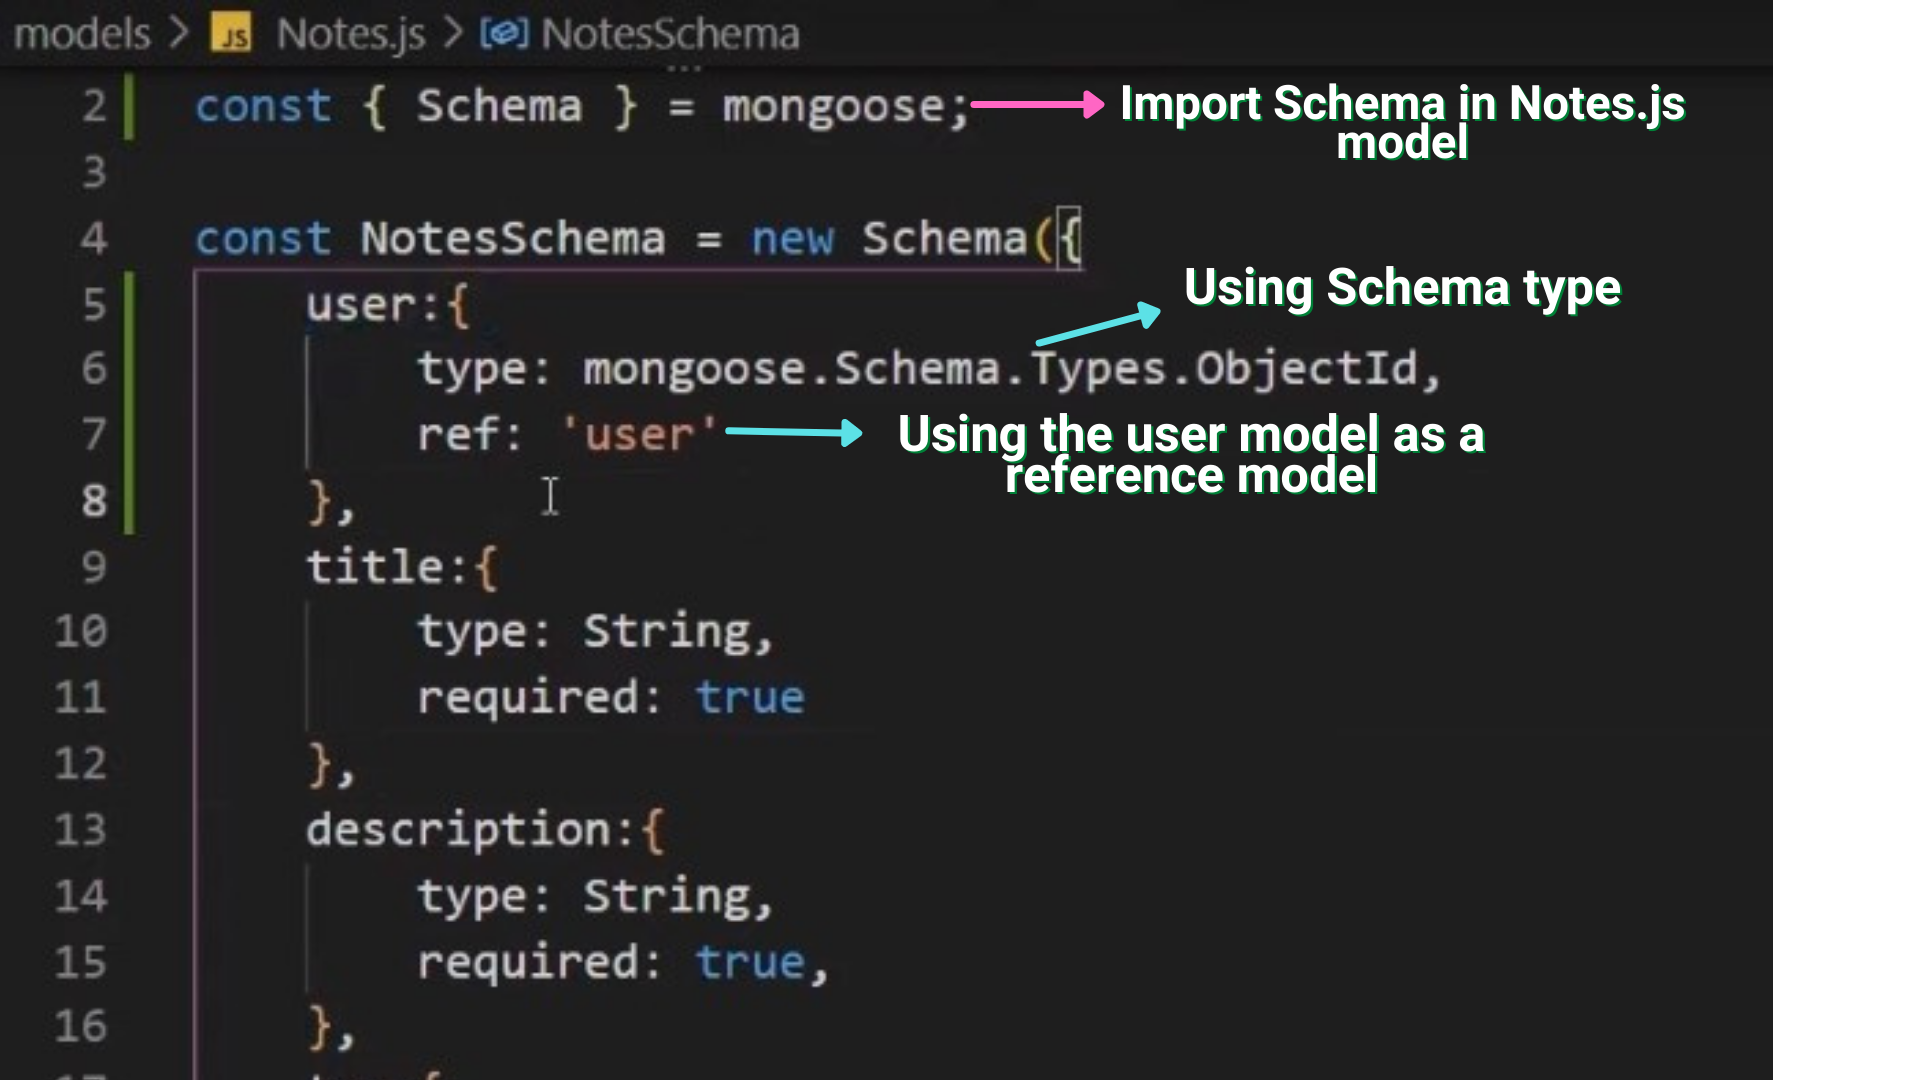 models > JS Notes.js > NotesSchema
2 const { Schema } = mongoose;
Import Schema in Notes.js
model
3
4 const NotesSchema = new Schema({
5 user:{
Using Schema type
6 type: mongoose.Schema.Types.ObjectId,
7 ref: 'user'
Using the user model as a
reference model
8 },
9 title:{
10 type: String,
11 required: true
12 },
13 description:{
14 type: String,
15 required: true,
16 },